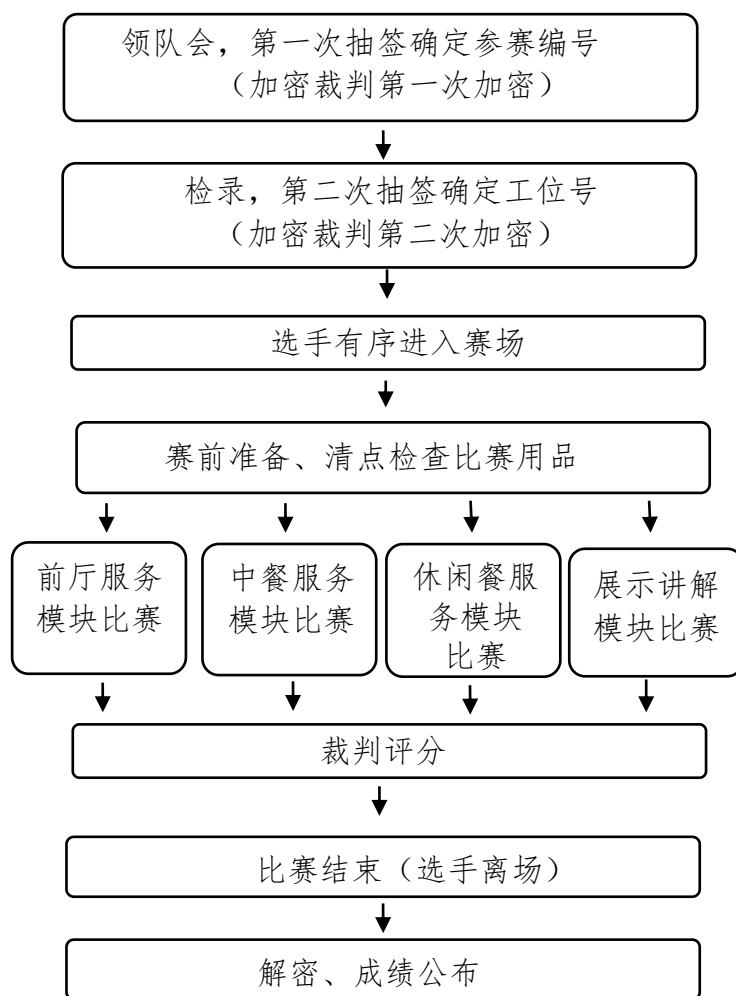 领队会，第一次抽签确定参赛编号
（加密裁判第一次加密）
检录，第二次抽签确定工位号
（加密裁判第二次加密）
选手有序进入赛场
赛前准备、清点检查比赛用品
前厅服务
模块比赛
中餐服务
模块比赛
休闲餐服
务模块
比赛
展示讲解
模块比赛
裁判评分
比赛结束（选手离场）
解密、成绩公布